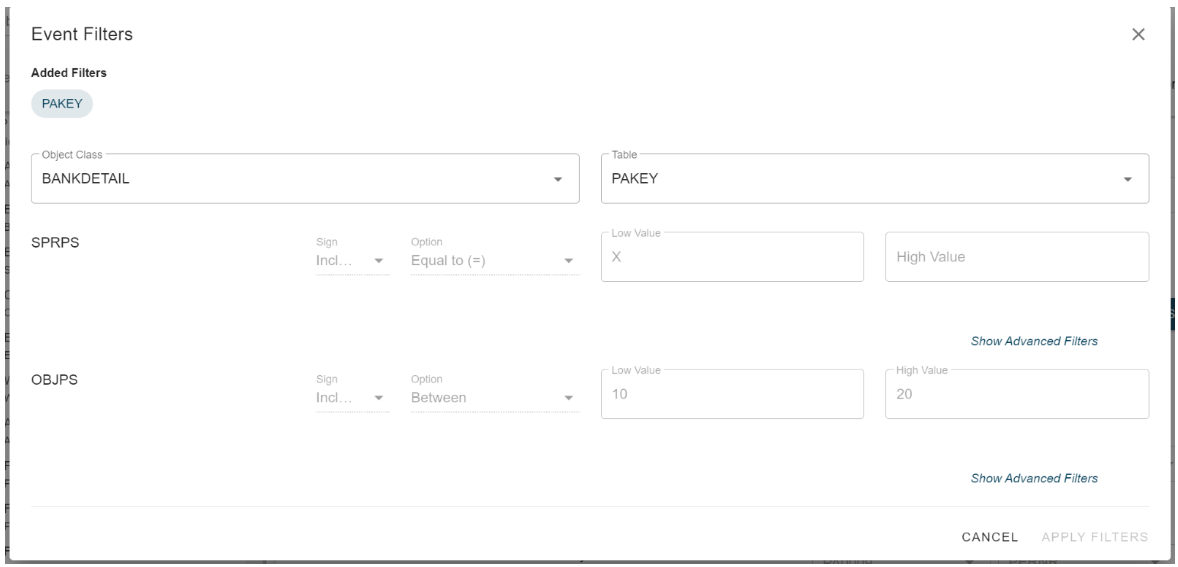 Event Filters
Added Filters
PAKEY
Object Class
BANKDETAIL
Table
PAKEY
SPRPS
Sign
Incl...
Option
Equal to (=)
Low Value
X
High Value
Show Advanced Filters
OBJPS
Sign
Incl...
Option
Between
Low Value
10
High Value
20
Show Advanced Filters
CANCEL APPLY FILTERS